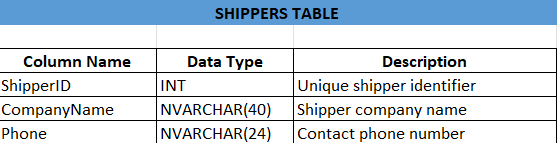 SHIPPERS TABLE
Column Name Data Type Description
ShipperID INT Unique shipper identifier
CompanyName NVARCHAR(40) Shipper company name
Phone NVARCHAR(24) Contact phone number